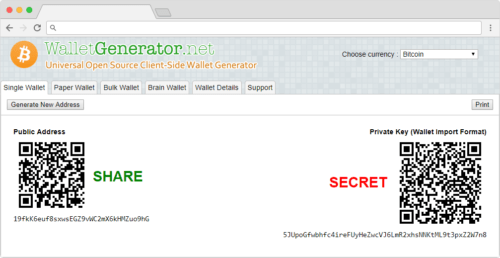 WalletGenerator.net
Universal Open Source Client-Side Wallet Generator
Choose currency : Bitcoin
Single Wallet Paper Wallet Bulk Wallet Brain Wallet Wallet Details Support
Generate New Address Print
Public Address Private Key (Wallet Import Format)
SHARE SECRET
19fkK6euf8sxwsEGZ9vWC2mX6kHMZuo9hG
5JUpoGfwbhfc4ireFUyHeZwcVJ6LmR2xhsNNKtML9t3pxZ2W7n8